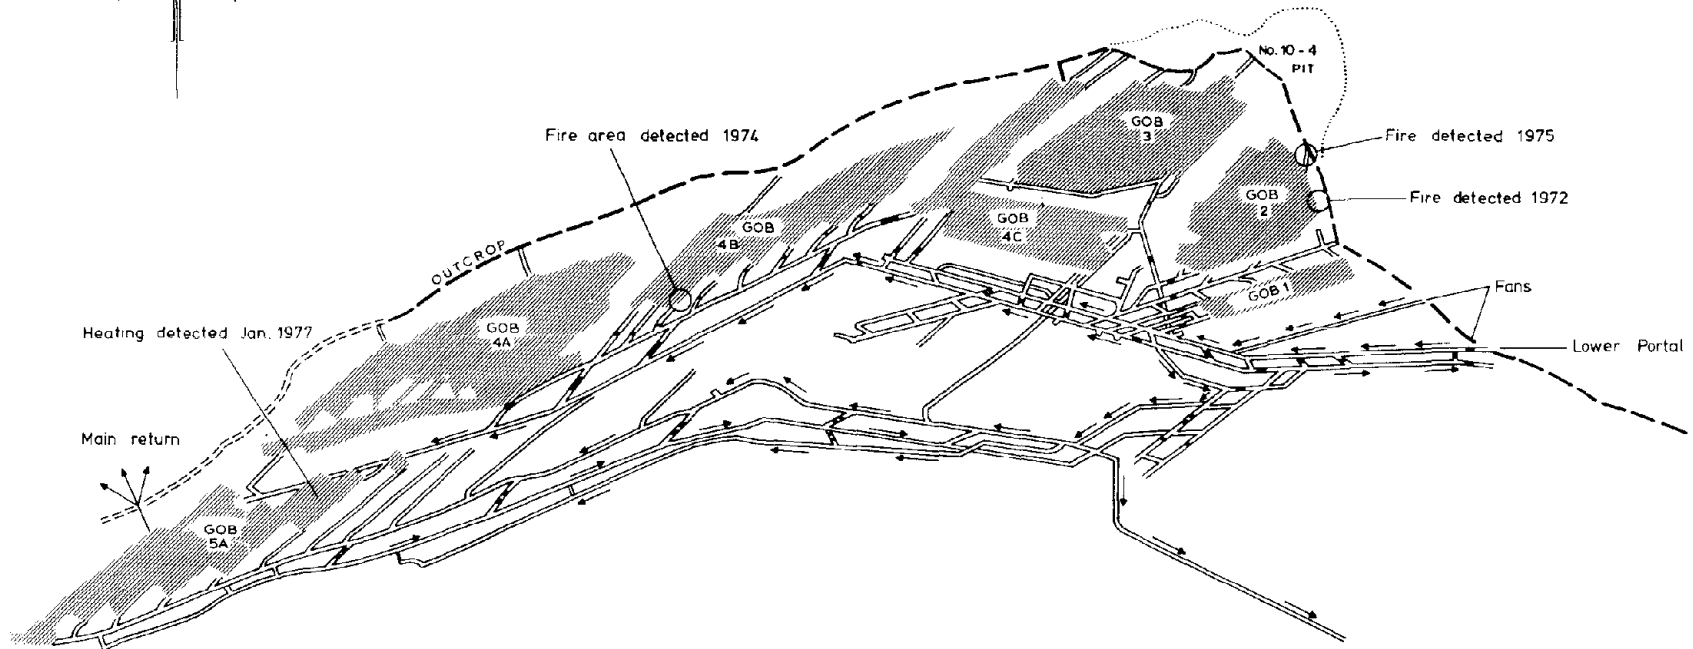 No. 10-4
PIT
Fire area detected 1974
GOB
3
Fire detected 1975
GOB
2
Fire detected 1972
GOB
4B
GOB
4C
OUTCROP
GOB 1
Fans
Heating detected Jan. 1977
GOB
4A
Lower Portal
Main return
GOB
5A